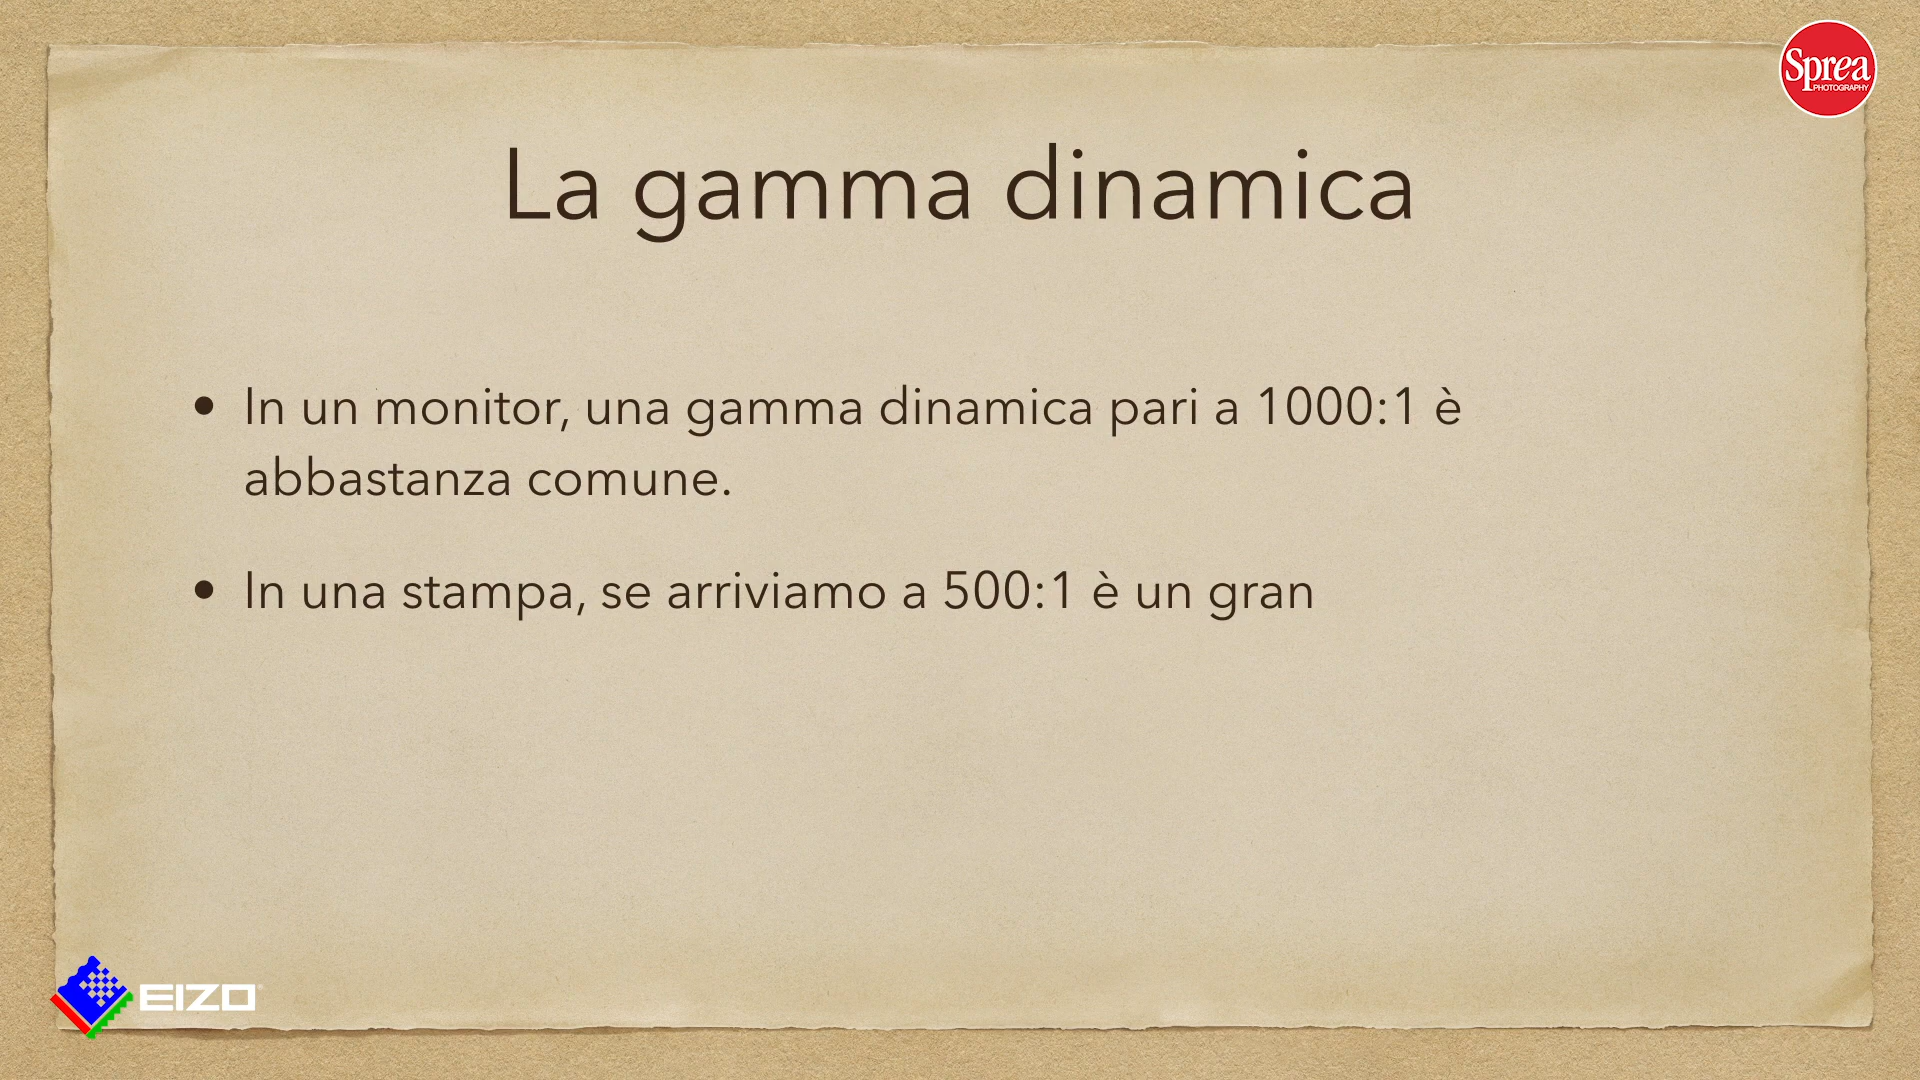 Sprea
PHOTOGRAPHY
La gamma dinamica
• In un monitor, una gamma dinamica pari a 1000:1 è
abbastanza comune.
• In una stampa, se arriviamo a 500:1 è un gran
EIZO